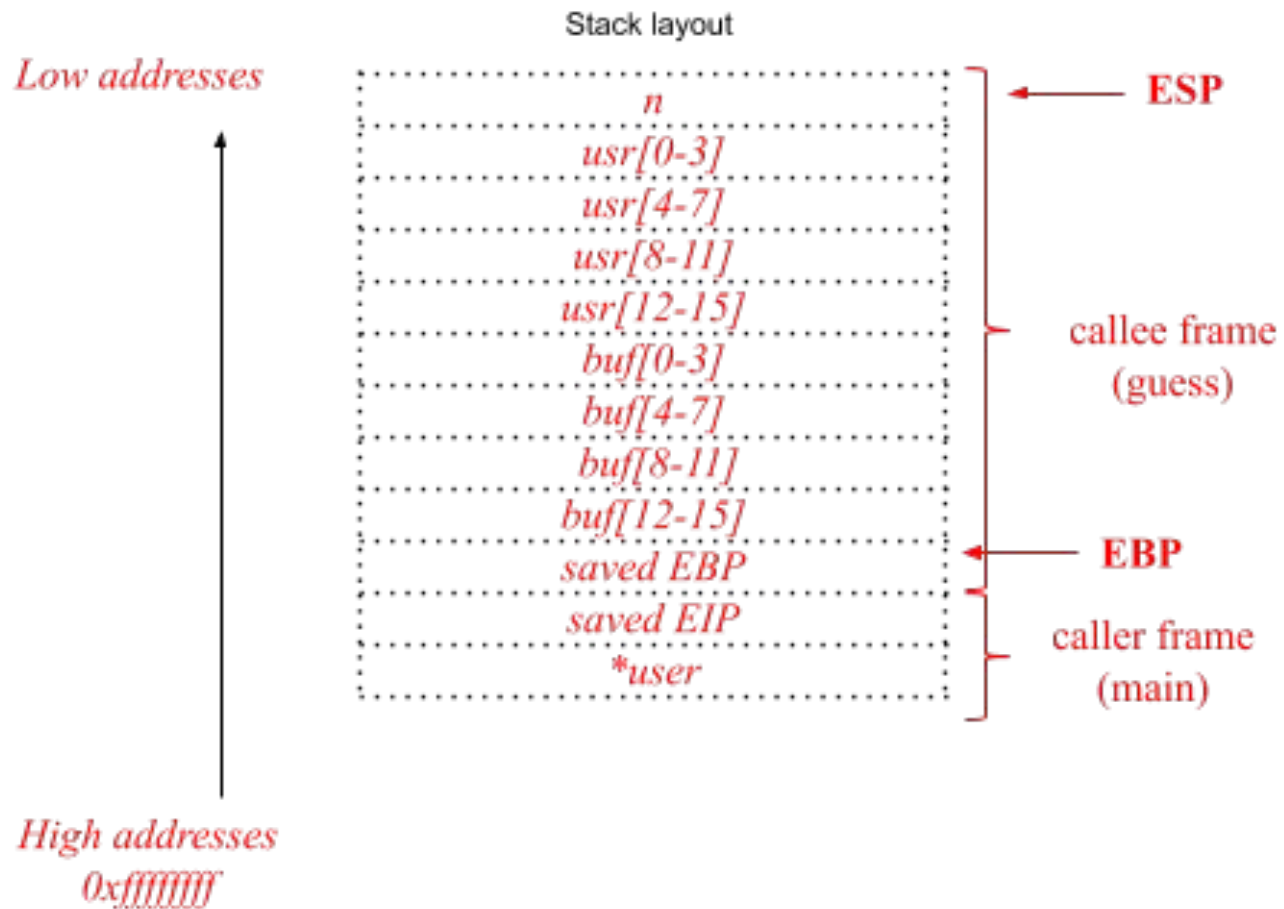 Stack layout
Low addresses
n
ESP
usr[0-3]
usr[4-7]
usr[8-11]
usr[12-15]
buf[0-3]
callee frame
(guess)
buf[4-7]
buf[8-11]
buf[12-15]
EBP
saved EBP
saved EIP
caller frame
(main)
*user
High addresses
0xffffffff